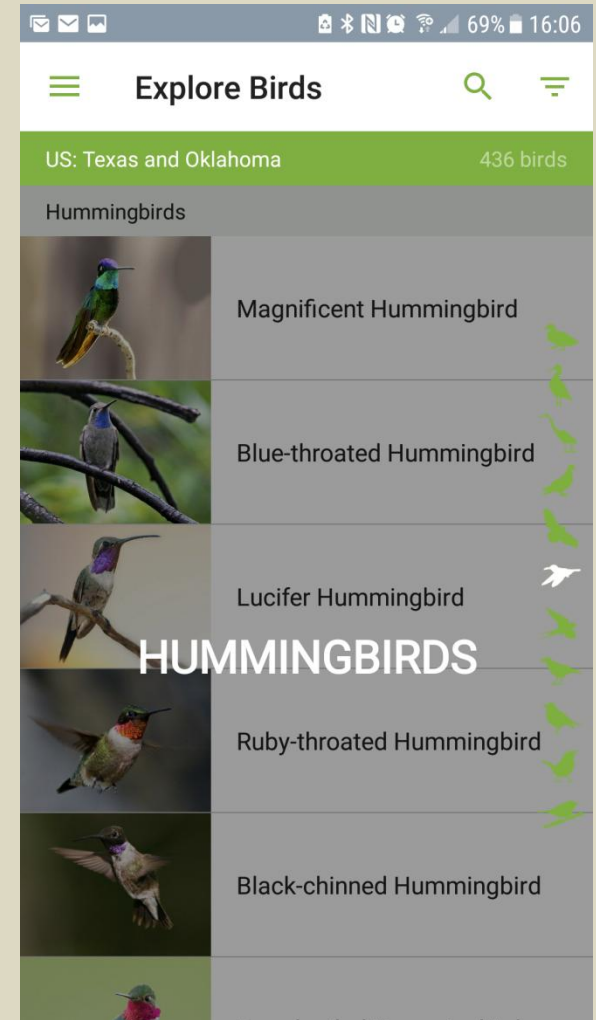 69% 16:06
Explore Birds
US: Texas and Oklahoma 436 birds
Hummingbirds
Magnificent Hummingbird
Blue-throated Hummingbird
Lucifer Hummingbird
HUMMINGBIRDS
Ruby-throated Hummingbird
Black-chinned Hummingbird